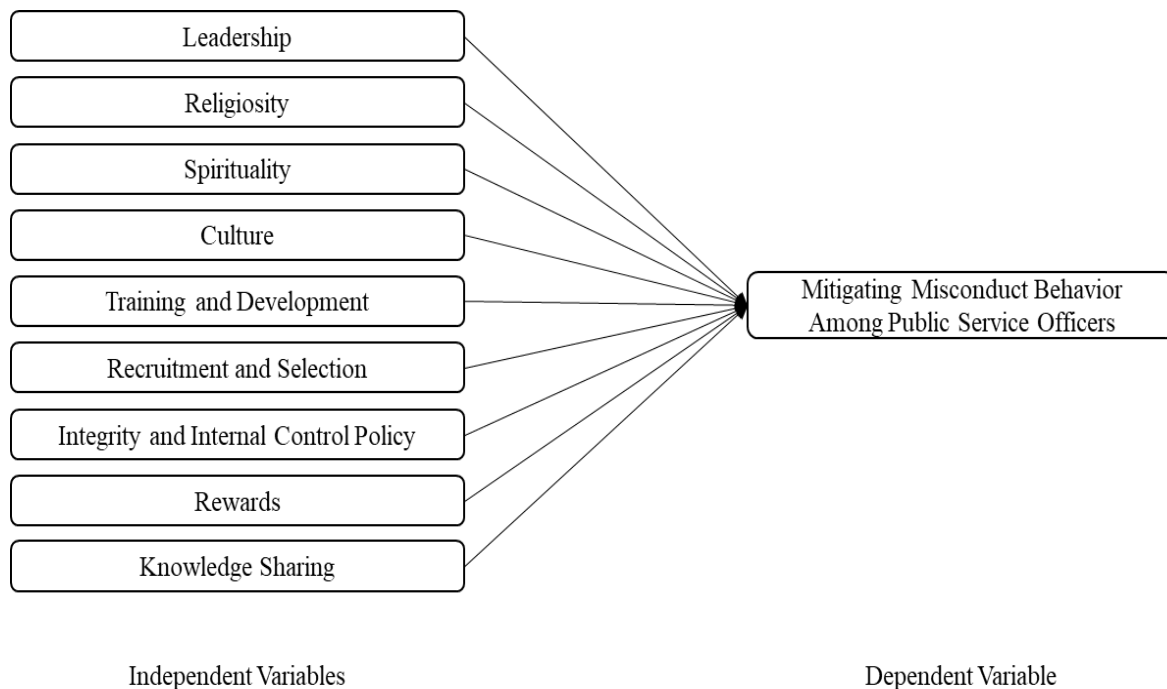 Leadership
Religiosity
Spirituality
Culture
Training and Development
Recruitment and Selection
Integrity and Internal Control Policy
Rewards
Knowledge Sharing
Mitigating Misconduct Behavior
Among Public Service Officers
Independent Variables
Dependent Variable